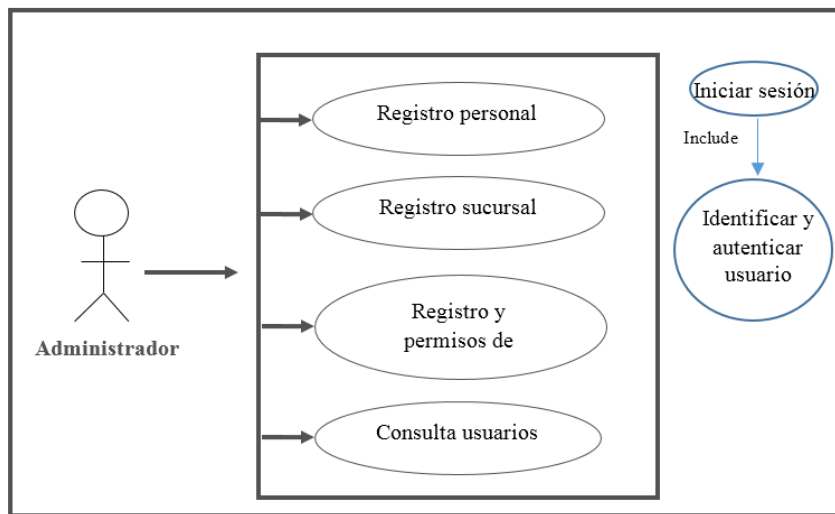 Registro personal
Iniciar sesión
Include
Registro sucursal
Identificar y
autenticar
usuario
Registro y
permisos de
Administrador
Consulta usuarios